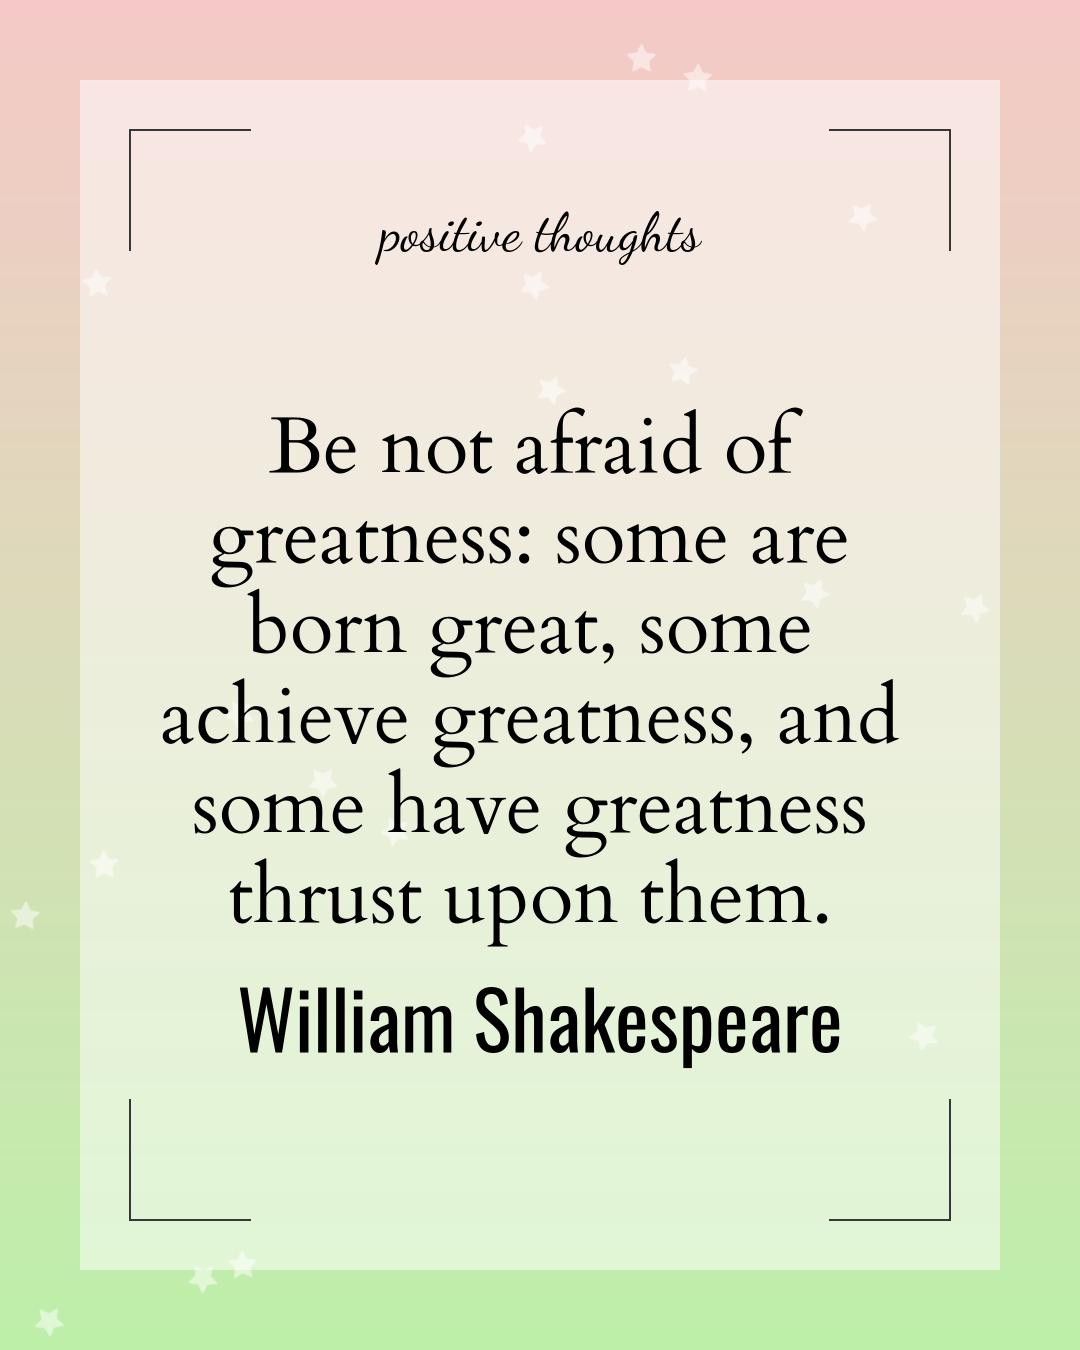 positive thoughts
Be not afraid of
greatness: some are
born great, some
achieve greatness, and
some have greatness
thrust upon them.
William Shakespeare